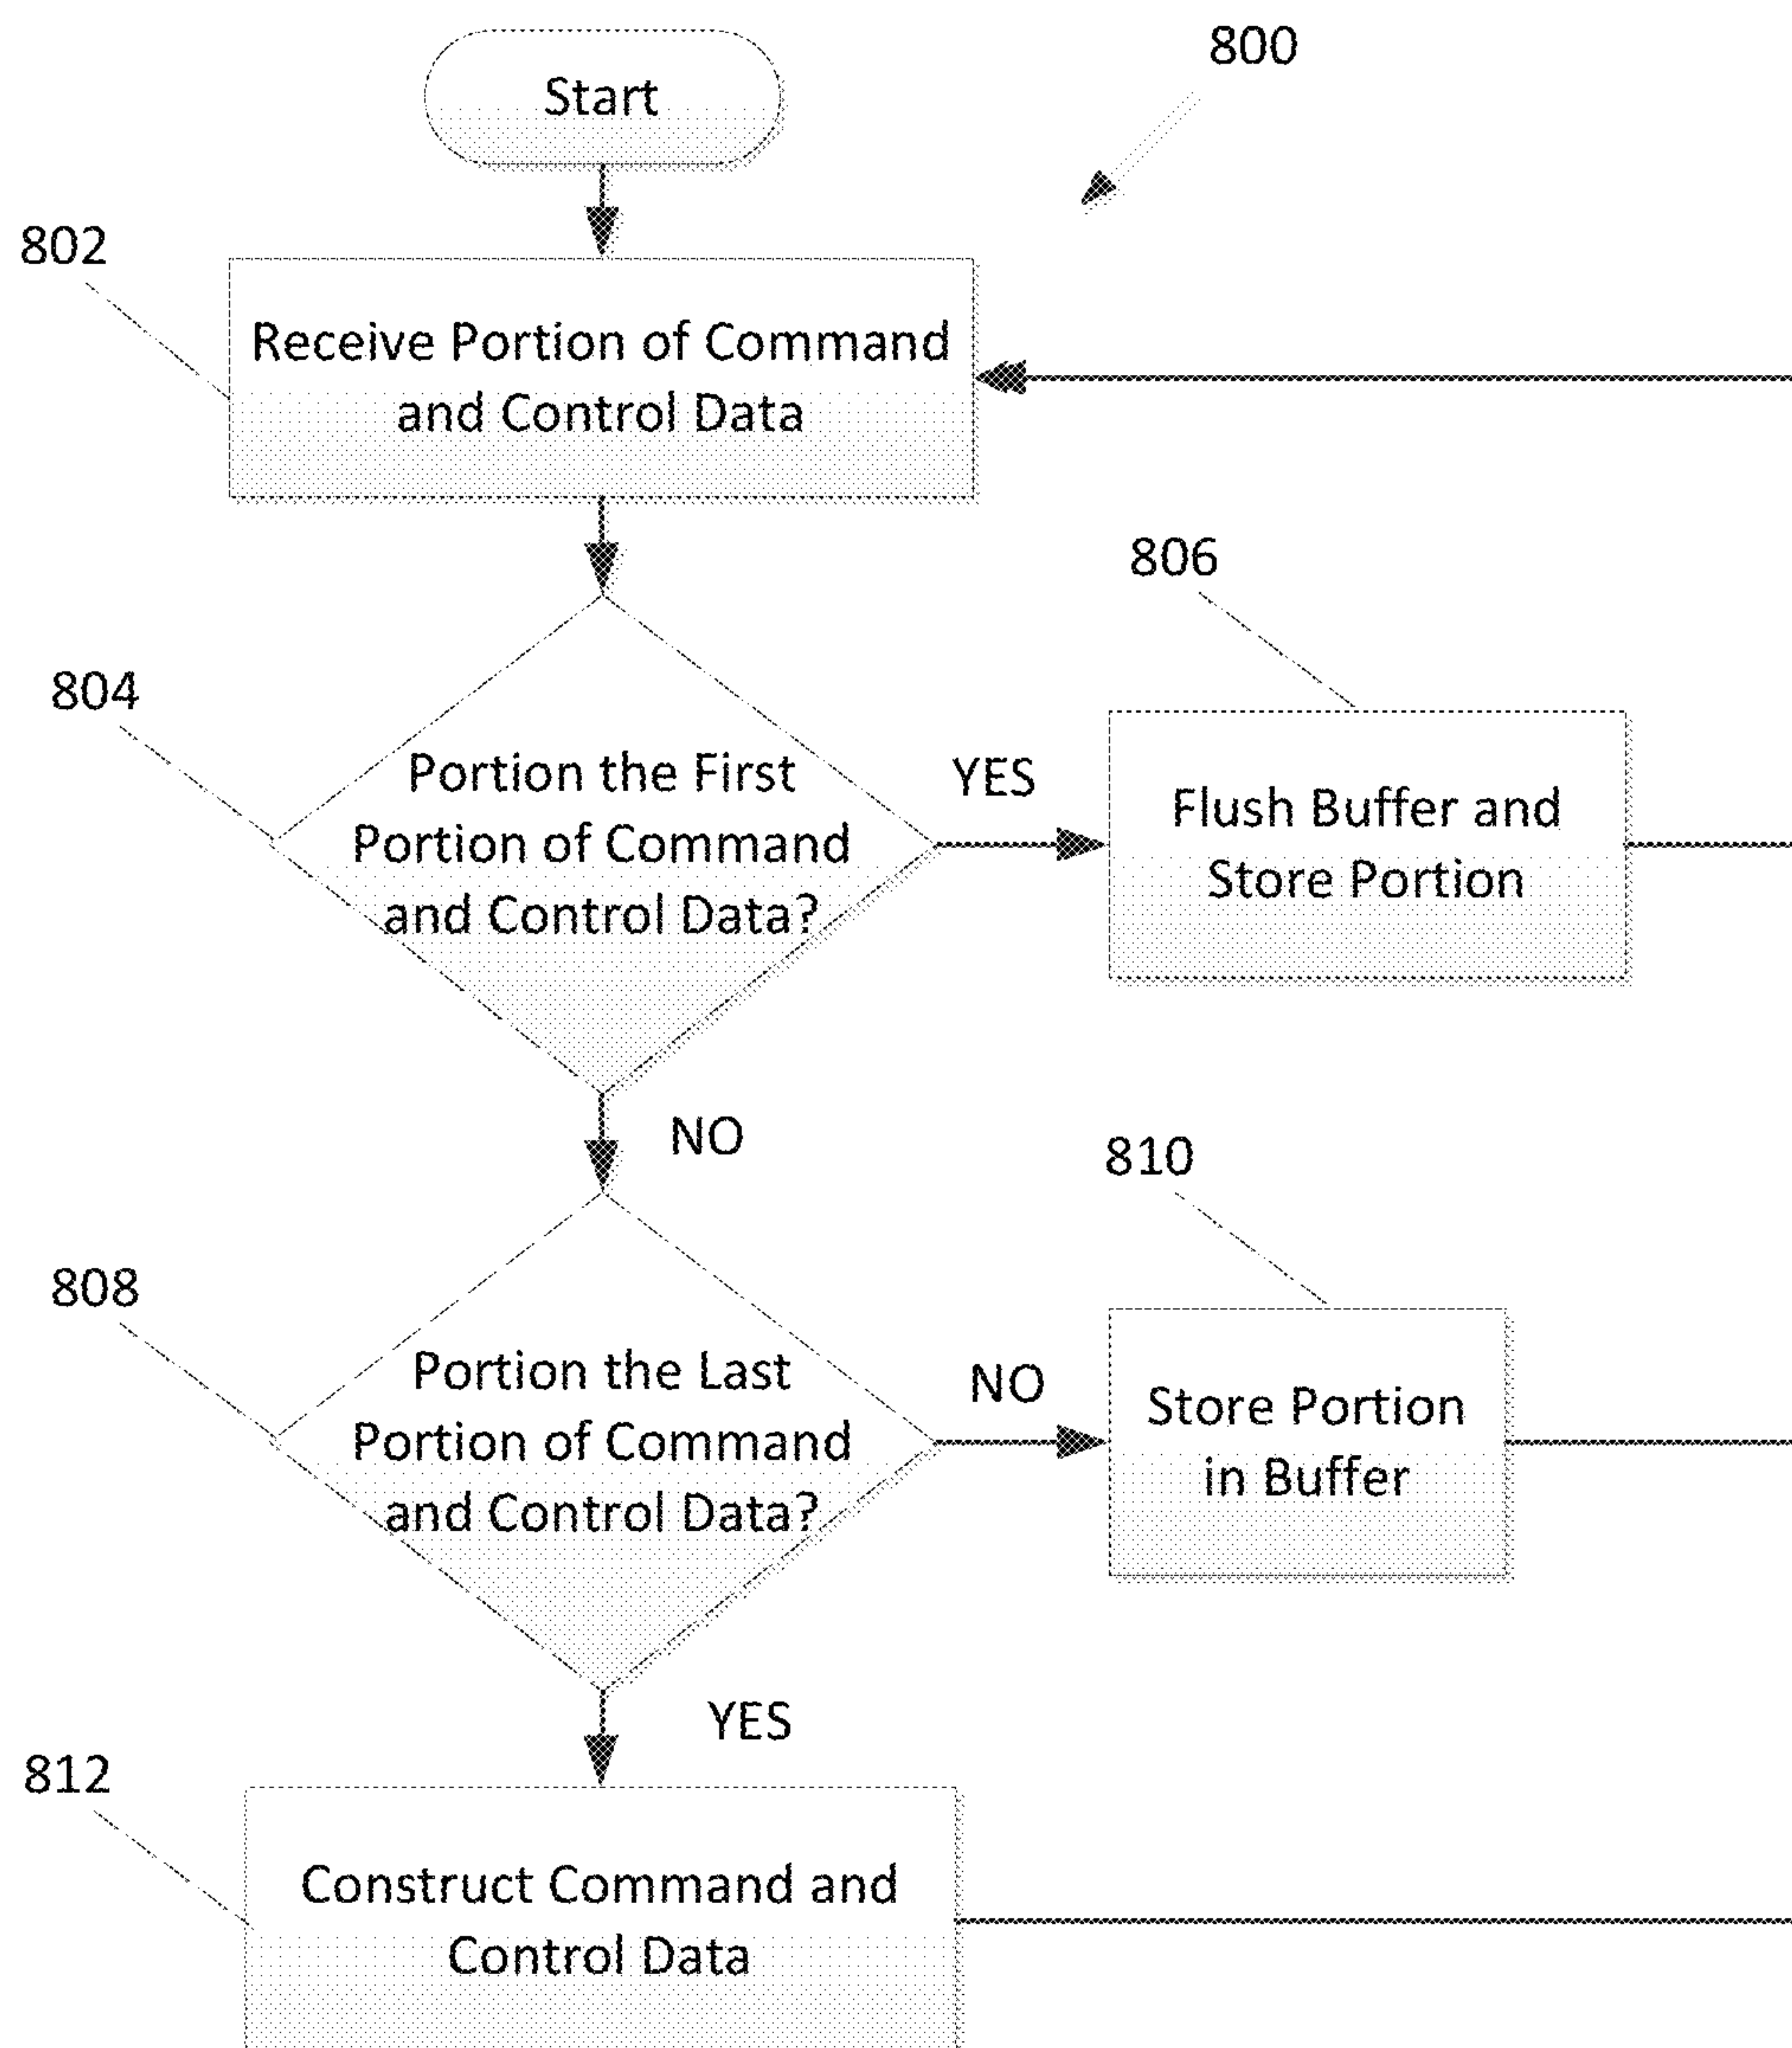 Start
800
802
Receive Portion of Command
and Control Data
806
804
Portion the First
Portion of Command
and Control Data?
YES
Flush Buffer and
Store Portion
NO
810
808
Portion the Last
Portion of Command
and Control Data?
NO
Store Portion
in Buffer
YES
812
Construct Command and
Control Data